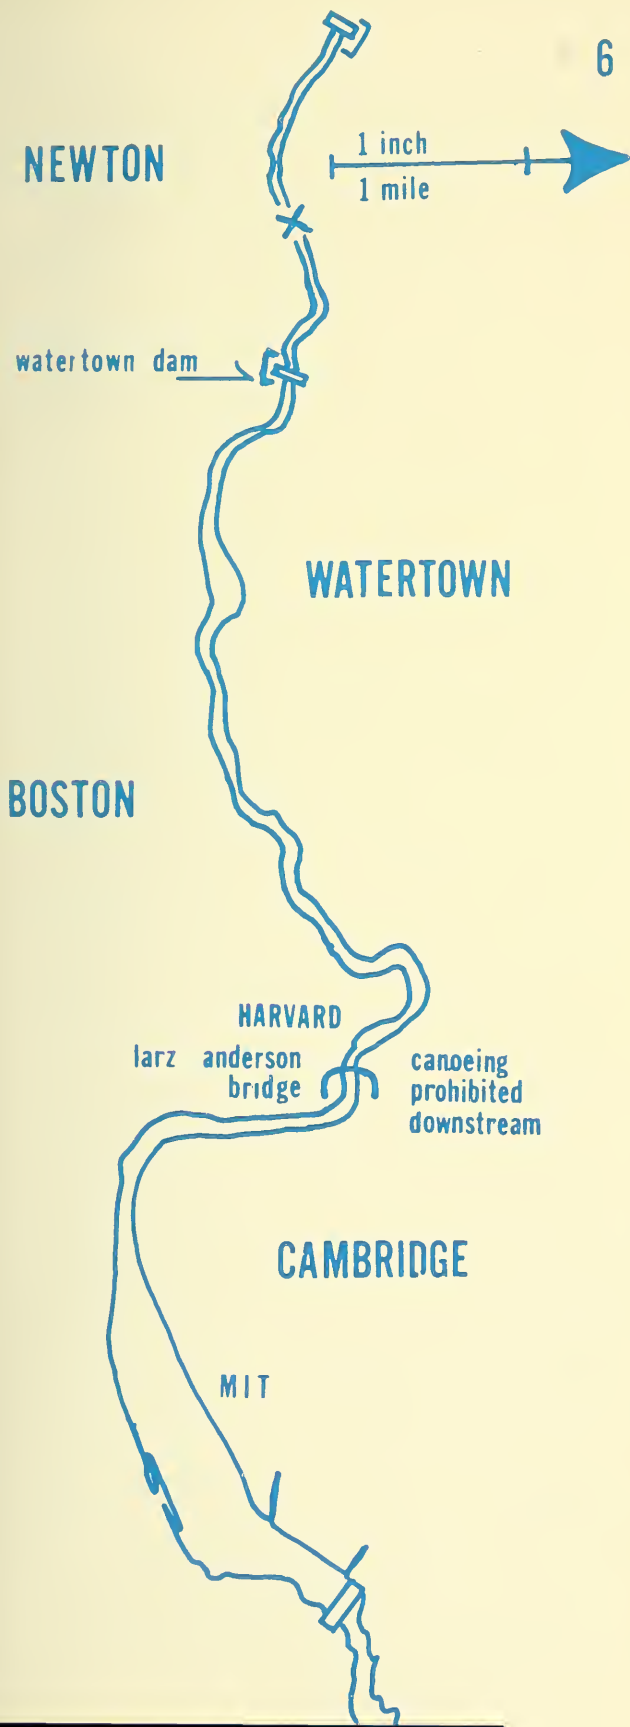 6
NEWTON
1 inch
1 mile
watertown dam
WATERTOWN
BOSTON
HARVARD
larz anderson
bridge
canoeing
prohibited
downstream
CAMBRIDGE
MIT